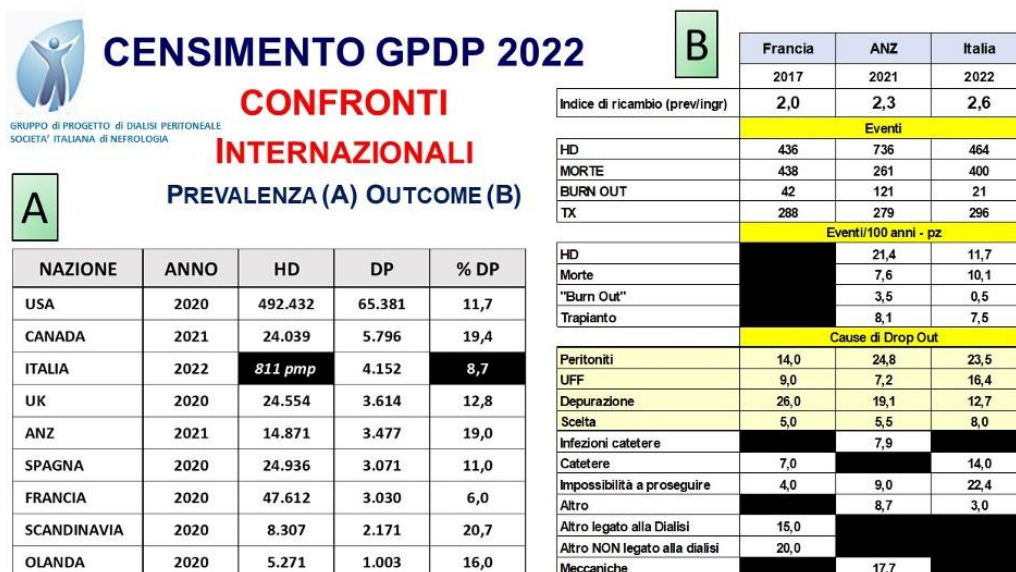 CENSIMENTO GPDP 2022
CONFRONTI
INTERNAZIONALI
PREVALENZA (A) OUTCOME (B)
GRUPPO di PROGETTO di DIALISI PERITONEALE
SOCIETA' ITALIANA di NEFROLOGIA
A
NAZIONE ANNO HD DP % DP
USA 2020 492.432 65.381 11,7
CANADA 2021 24.039 5.796 19,4
ITALIA 2022 811 pmp 4.152 8,7
UK 2020 24.554 3.614 12,8
ANZ 2021 14.871 3.477 19,0
SPAGNA 2020 24.936 3.071 11,0
FRANCIA 2020 47.612 3.030 6,0
SCANDINAVIA 2020 8.307 2.171 20,7
OLANDA 2020 5.271 1.003 16,0
B
Francia ANZ Italia
2017 2021 2022
Indice di ricambio (prev/ingr) 2,0 2,3 2,6
Eventi
HD 436 736 464
MORTE 438 261 400
BURN OUT 42 121 21
TX 288 279 296
Eventi/100 anni - pz
HD 21,4 11,7
Morte 7,6 10,1
"Burn Out" 3,5 0,5
Trapianto 8,1 7,5
Cause di Drop Out
Peritoniti 14,0 24,8 23,5
UFF 9,0 7,2 16,4
Depurazione 26,0 19,1 12,7
Scelta 5,0 5,5 8,0
Infezioni catetere 7,9
Catetere 7,0 14,0
Impossibilità a proseguire 4,0 9,0 22,4
Altro 8,7 3,0
Altro legato alla Dialisi 15,0
Altro NON legato alla dialisi 20,0
Meccaniche 17,7